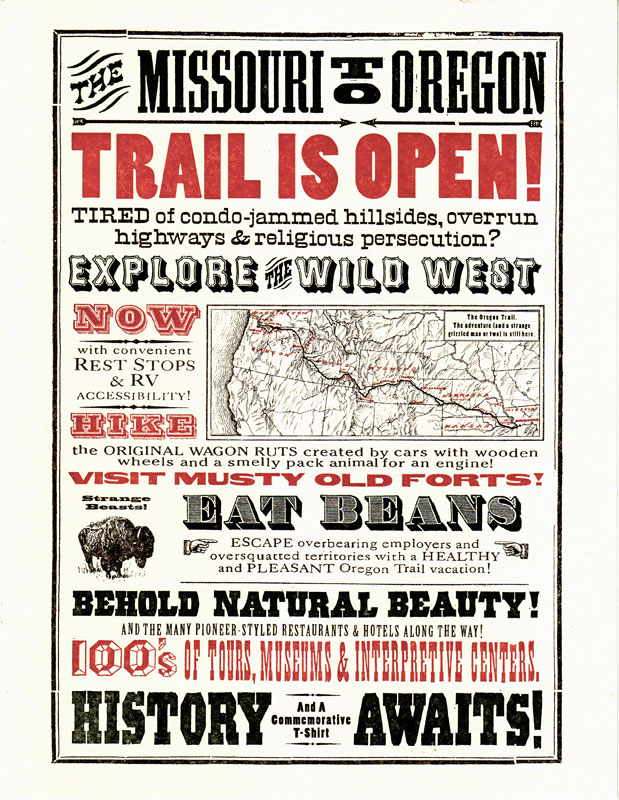 THE MISSOURI TO OREGON
TRAIL IS OPEN!
TIRED of condo-jammed hillsides, overrun
highways & religious persecution?
EXPLORE THE WILD WEST
NOW
with convenient
REST STOPS
& RV
ACCESSIBILITY!
The Oregon Trail.
The adventure (and a strange
grizzled man or two) is still here.
OREGON
WYOMING
NEBRASKA
KANSAS
MISSOURI
HIKE
the ORIGINAL WAGON RUTS created by cars with wooden
wheels and a smelly pack animal for an engine!
VISIT MUSTY OLD FORTS!
Strange
Beasts!
EAT BEANS
ESCAPE overbearing employers and
oversquatted territories with a HEALTHY
and PLEASANT Oregon Trail vacation!
BEHOLD NATURAL BEAUTY!
AND THE MANY PIONEER-STYLED RESTAURANTS & HOTELS ALONG THE WAY!
100's OF TOURS, MUSEUMS & INTERPRETIVE CENTERS.
HISTORY And A AWAITS!
Commemorative
T-Shirt